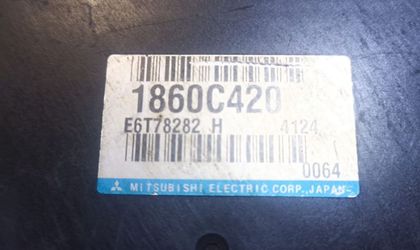 1860C420
E6T78282 H 4124
0064
MITSUBISHI ELECTRIC CORP., JAPAN